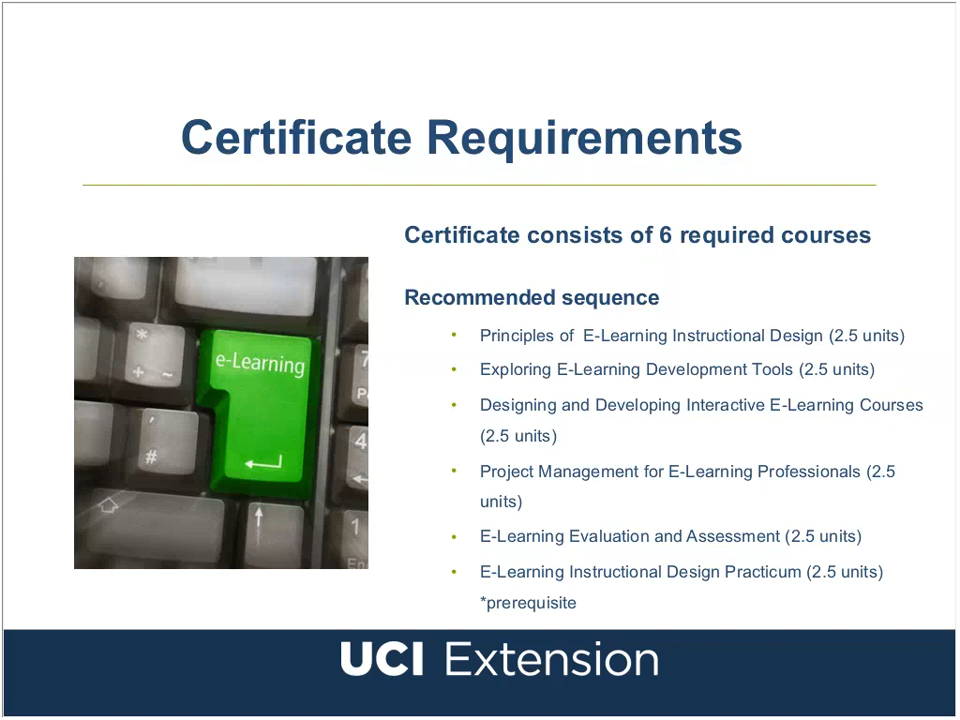 Certificate Requirements
Certificate consists of 6 required courses
Recommended sequence
• Principles of  E-Learning Instructional Design (2.5 units)
• Exploring E-Learning Development Tools (2.5 units)
• Designing and Developing Interactive E-Learning Courses
(2.5 units)
• Project Management for E-Learning Professionals (2.5
units)
• E-Learning Evaluation and Assessment (2.5 units)
• E-Learning Instructional Design Practicum (2.5 units)
*prerequisite
e-Learning
* + ~
7
' #
4
1
UCI Extension